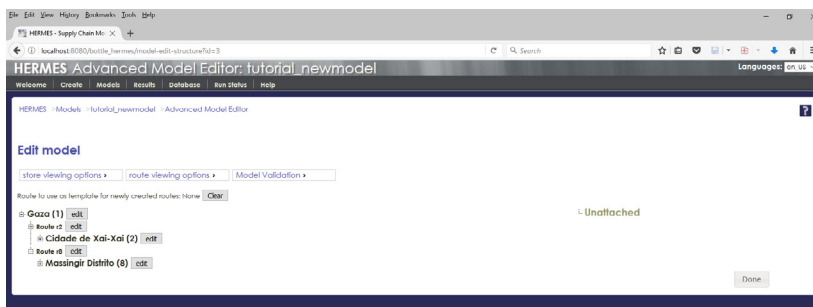 File Edit View History Bookmarks Tools Help
HERMES - Supply Chain Mo
localhost:8080/bottle_hermes/model-edit-structure?id=3
Search
HERMES Advanced Model Editor: tutorial_newmodel
Languages: en_us
Welcome Create Models Results Database Run Status Help
HERMES >Models >tutorial_newmodel >Advanced Model Editor
?
Edit model
store viewing options › route viewing options › Model Validation ›
Route to use as template for newly created routes: None Clear
Gaza (1) edit
Unattached
Route r2 edit
Cidade de Xai-Xai (2) edit
Route r8 edit
Massingir Distrito (8) edit
Done